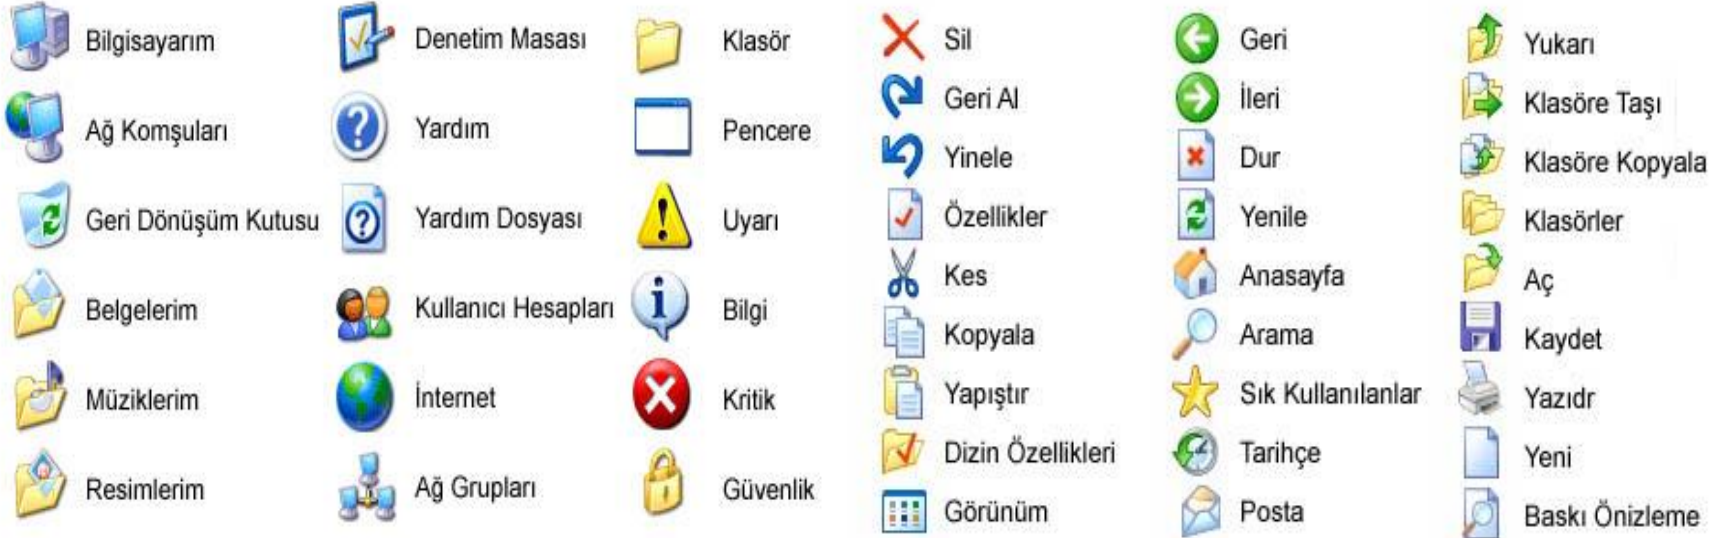 Bilgisayarım
Ağ Komşuları
Geri Dönüşüm Kutusu
Belgelerim
Müziklerim
Resimlerim
Denetim Masası
Yardım
Yardım Dosyası
Kullanıcı Hesapları
İnternet
Ağ Grupları
Klasör
Pencere
Uyarı
Bilgi
Kritik
Güvenlik
Sil
Geri Al
Yinele
Özellikler
Kes
Kopyala
Yapıştır
Dizin Özellikleri
Görünüm
Geri
İleri
Dur
Yenile
Anasayfa
Arama
Sık Kullanılanlar
Tarihçe
Posta
Yukarı
Klasöre Taşı
Klasöre Kopyala
Klasörler
Aç
Kaydet
Yazıdr
Yeni
Baskı Önizleme